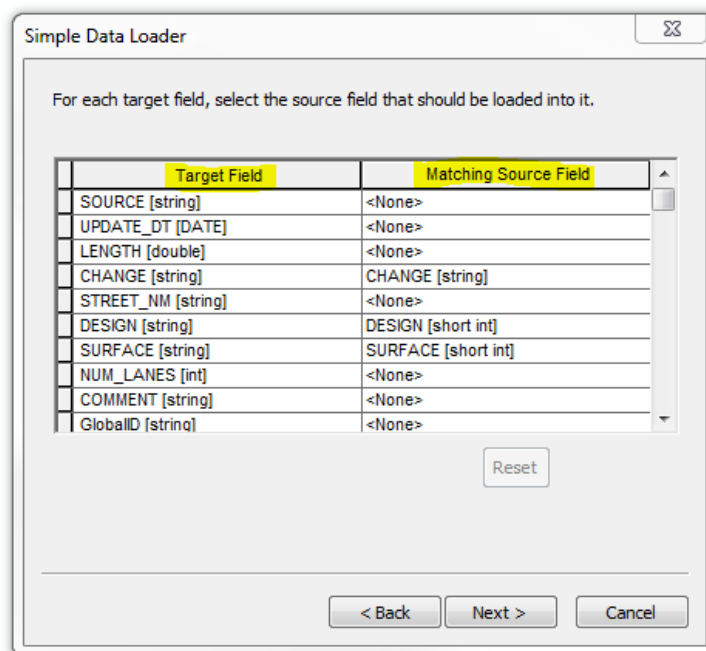 Simple Data Loader
For each target field, select the source field that should be loaded into it.
Target Field Matching Source Field
SOURCE [string] <None>
UPDATE_DT [DATE] <None>
LENGTH [double] <None>
CHANGE [string] CHANGE [string]
STREET_NM [string] <None>
DESIGN [string] DESIGN [short int]
SURFACE [string] SURFACE [short int]
NUM_LANES [int] <None>
COMMENT [string] <None>
GlobalID [string] <None>
Reset
< Back Next > Cancel